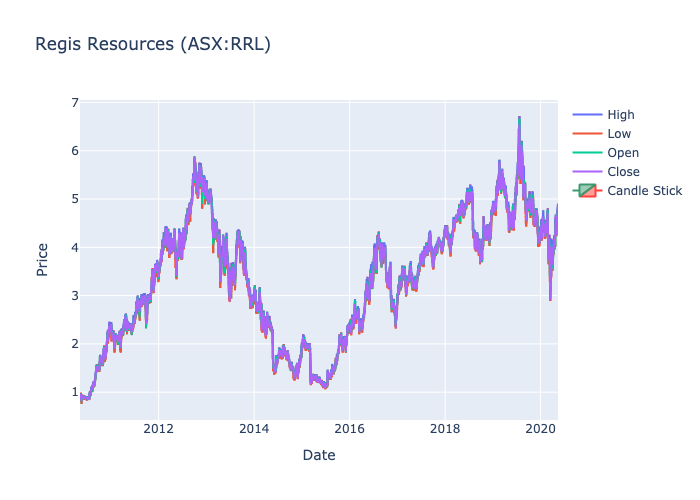 Regis Resources (ASX:RRL)
7
6
5
4
3
2
1
Price
2012
2014
2016
2018
2020
Date
High
Low
Open
Close
Candle Stick